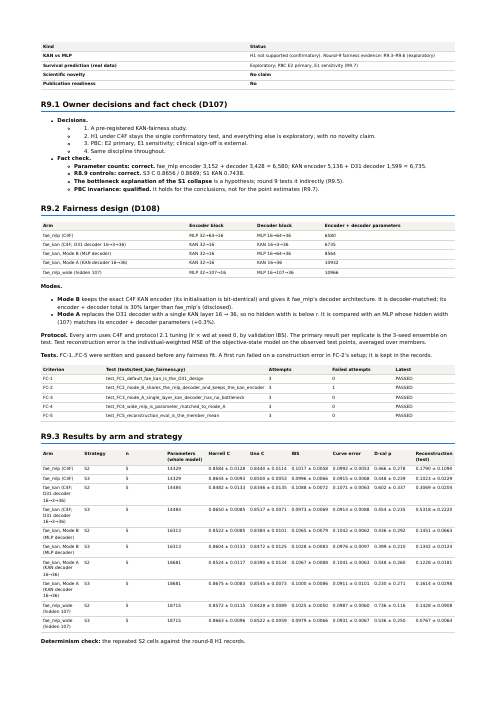 Kind Status
KAN vs MLP H1 not supported (confirmatory). Round-9 fairness evidence: R9.3–R9.6 (exploratory)
Survival prediction (real data) Exploratory; PBC E2 primary, E1 sensitivity (R9.7)
Scientific novelty No claim
Publication readiness No
R9.1 Owner decisions and fact check (D107)
• Decisions.
1. A pre-registered KAN-fairness study.
2. H1 under C4F stays the single confirmatory test, and everything else is exploratory, with no novelty claim.
3. PBC: E2 primary, E1 sensitivity; clinical sign-off is external.
4. Same discipline throughout.
• Fact check.
Parameter counts: correct. fae_mlp encoder 3,152 + decoder 3,428 = 6,580; KAN encoder 5,136 + D31 decoder 1,599 = 6,735.
R8.9 controls: correct. S3 C 0.8656 / 0.8669; S1 KAN 0.7438.
The bottleneck explanation of the S1 collapse is a hypothesis; round 9 tests it indirectly (R9.5).
PBC invariance: qualified. It holds for the conclusions, not for the point estimates (R9.7).
R9.2 Fairness design (D108)
Arm Encoder block Decoder block Encoder + decoder parameters
fae_mlp (C4F) MLP 32→64→16 MLP 16→64→36 6580
fae_kan (C4F; D31 decoder 16→3→36) KAN 32→16 KAN 16→3→36 6735
fae_kan, Mode B (MLP decoder) KAN 32→16 MLP 16→64→36 8564
fae_kan, Mode A (KAN decoder 16→36) KAN 32→16 KAN 16→36 10932
fae_mlp_wide (hidden 107) MLP 32→107→16 MLP 16→107→36 10966
Modes.
• Mode B keeps the exact C4F KAN encoder (its initialisation is bit-identical) and gives it fae_mlp's decoder architecture. It is decoder-matched; its
encoder + decoder total is 30% larger than fae_mlp's (disclosed).
• Mode A replaces the D31 decoder with a single KAN layer 16 → 36, so no hidden width is below r. It is compared with an MLP whose hidden width
(107) matches its encoder + decoder parameters (+0.3%).
Protocol. Every arm uses C4F and protocol 2.1 tuning (lr × wd at seed 0, by validation IBS). The primary result per replicate is the 3-seed ensemble on
test. Test reconstruction error is the individual-weighted MSE of the objective-state model on the observed test points, averaged over members.
Tests. FC-1..FC-5 were written and passed before any fairness fit. A first run failed on a construction error in FC-2's setup; it is kept in the records.
Criterion Test (tests/test_kan_fairness.py) Attempts Failed attempts Latest
FC-1 test_FC1_default_fae_kan_is_the_D31_design 3 0 PASSED
FC-2 test_FC2_mode_B_shares_the_mlp_decoder_and_keeps_the_kan_encoder 3 1 PASSED
FC-3 test_FC3_mode_A_single_layer_kan_decoder_has_no_bottleneck 3 0 PASSED
FC-4 test_FC4_wide_mlp_is_parameter_matched_to_mode_A 3 0 PASSED
FC-5 test_FC5_reconstruction_eval_is_the_member_mean 3 0 PASSED
R9.3 Results by arm and strategy
Arm Strategy n Parameters (whole model) Harrell C Uno C IBS Curve error D-cal p Reconstruction (test)
fae_mlp (C4F) S2 5 14329 0.8584 ± 0.0128 0.8440 ± 0.0114 0.1017 ± 0.0058 0.0992 ± 0.0053 0.466 ± 0.278 0.1790 ± 0.1090
fae_mlp (C4F) S3 5 14329 0.8644 ± 0.0093 0.8500 ± 0.0053 0.0996 ± 0.0066 0.0915 ± 0.0068 0.448 ± 0.239 0.1023 ± 0.0229
fae_kan (C4F; D31 decoder 16→3→36) S2 5 14484 0.8482 ± 0.0133 0.8346 ± 0.0135 0.1088 ± 0.0072 0.1071 ± 0.0063 0.602 ± 0.337 0.3069 ± 0.0204
fae_kan (C4F; D31 decoder 16→3→36) S3 5 14484 0.8650 ± 0.0085 0.8517 ± 0.0071 0.0973 ± 0.0069 0.0914 ± 0.0088 0.454 ± 0.235 0.5318 ± 0.2220
fae_kan, Mode B (MLP decoder) S2 5 16313 0.8522 ± 0.0085 0.8384 ± 0.0101 0.1065 ± 0.0079 0.1042 ± 0.0062 0.436 ± 0.292 0.1451 ± 0.0663
fae_kan, Mode B (MLP decoder) S3 5 16313 0.8604 ± 0.0133 0.8472 ± 0.0125 0.1028 ± 0.0083 0.0976 ± 0.0097 0.399 ± 0.210 0.1342 ± 0.0124
fae_kan, Mode A (KAN decoder 16→36) S2 5 18681 0.8524 ± 0.0117 0.8390 ± 0.0134 0.1067 ± 0.0088 0.1041 ± 0.0063 0.548 ± 0.260 0.1228 ± 0.0181
fae_kan, Mode A (KAN decoder 16→36) S3 5 18681 0.8675 ± 0.0083 0.8545 ± 0.0073 0.1000 ± 0.0086 0.0911 ± 0.0101 0.230 ± 0.271 0.1614 ± 0.0298
fae_mlp_wide (hidden 107) S2 5 18715 0.8572 ± 0.0115 0.8428 ± 0.0089 0.1025 ± 0.0050 0.0987 ± 0.0060 0.736 ± 0.116 0.1428 ± 0.0908
fae_mlp_wide (hidden 107) S3 5 18715 0.8663 ± 0.0096 0.8522 ± 0.0059 0.0979 ± 0.0066 0.0931 ± 0.0067 0.536 ± 0.250 0.0767 ± 0.0064
Determinism check: the repeated S2 cells against the round-8 H1 records.